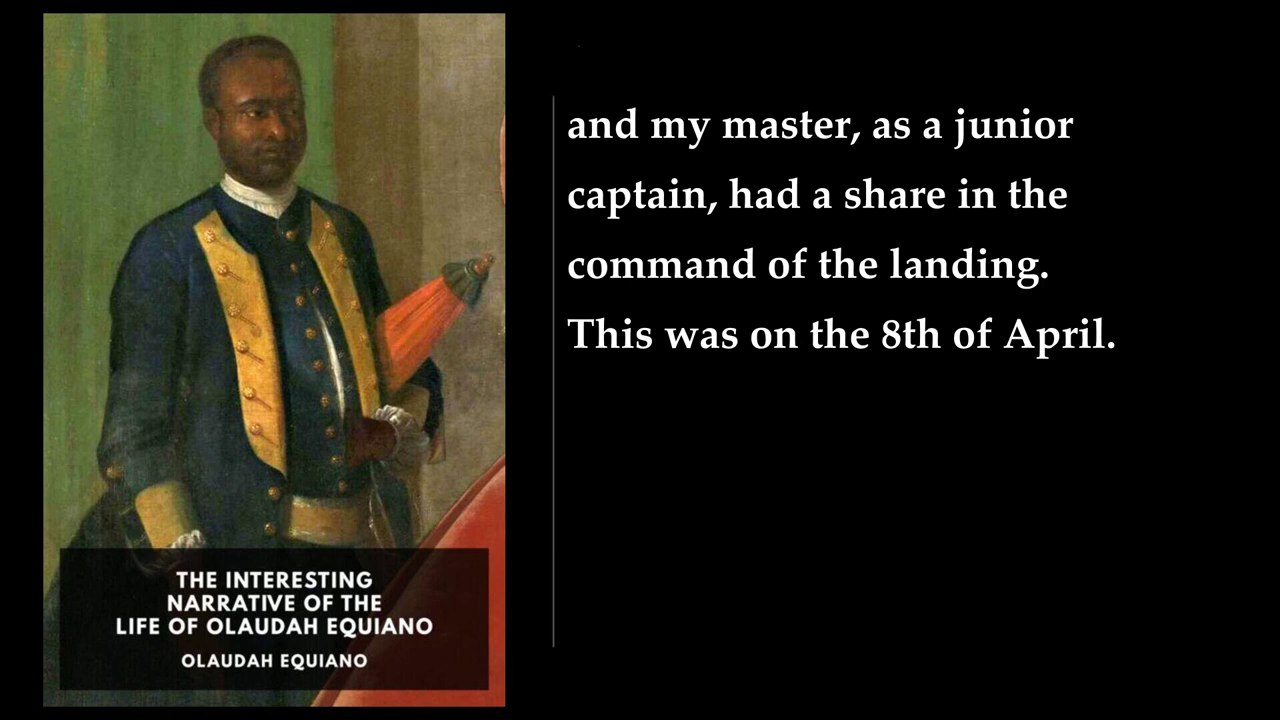 and my master, as a junior
captain, had a share in the
command of the landing.
This was on the 8th of April.
THE INTERESTING
NARRATIVE OF THE
LIFE OF OLAUDAH EQUIANO
OLAUDAH EQUIANO